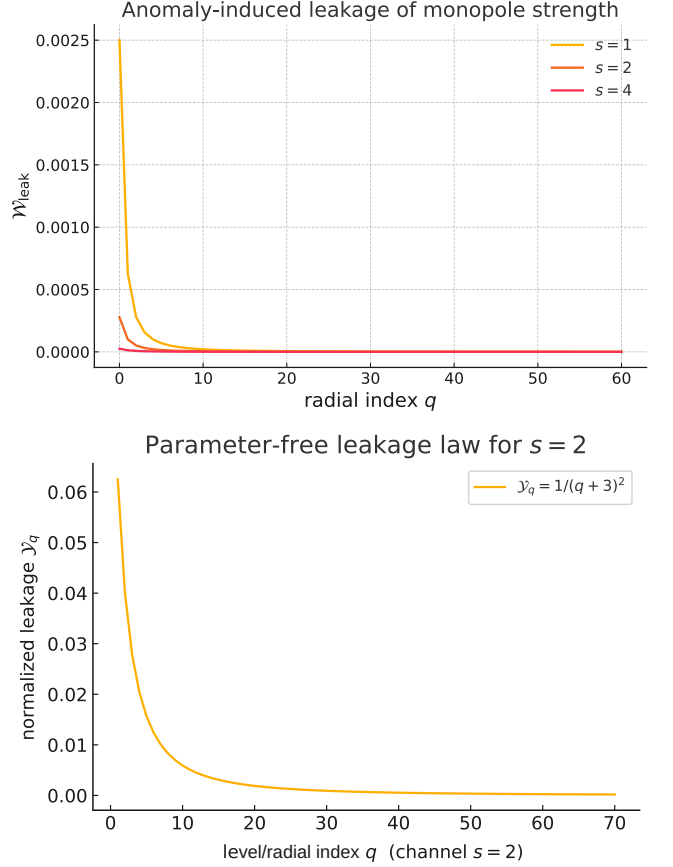 Anomaly-induced leakage of monopole strength
0.0025
0.0020
0.0015
0.0010
0.0005
0.0000
𝒲leak
s = 1
s = 2
s = 4
0 10 20 30 40 50 60
radial index q
Parameter-free leakage law for s = 2
0.06
0.05
0.04
0.03
0.02
0.01
0.00
normalized leakage 𝒴q
𝒴q = 1/(q + 3)²
0 10 20 30 40 50 60 70
level/radial index q (channel s = 2)